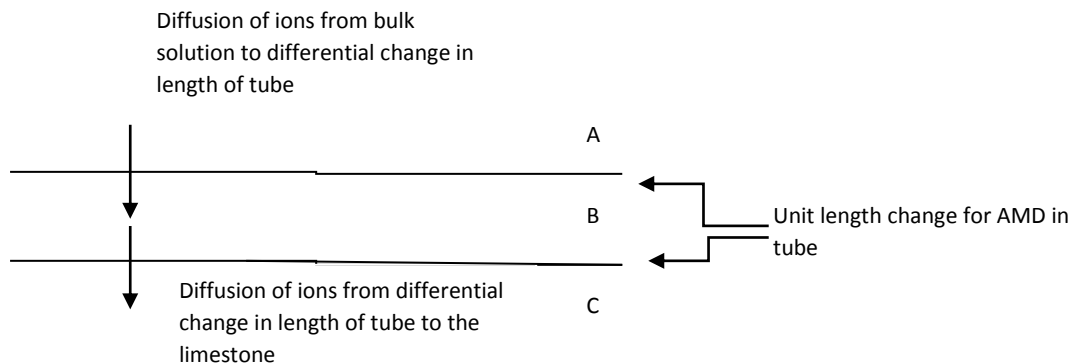 Diffusion of ions from bulk
solution to differential change in
length of tube
A
B
Unit length change for AMD in
tube
Diffusion of ions from differential
change in length of tube to the
limestone
C